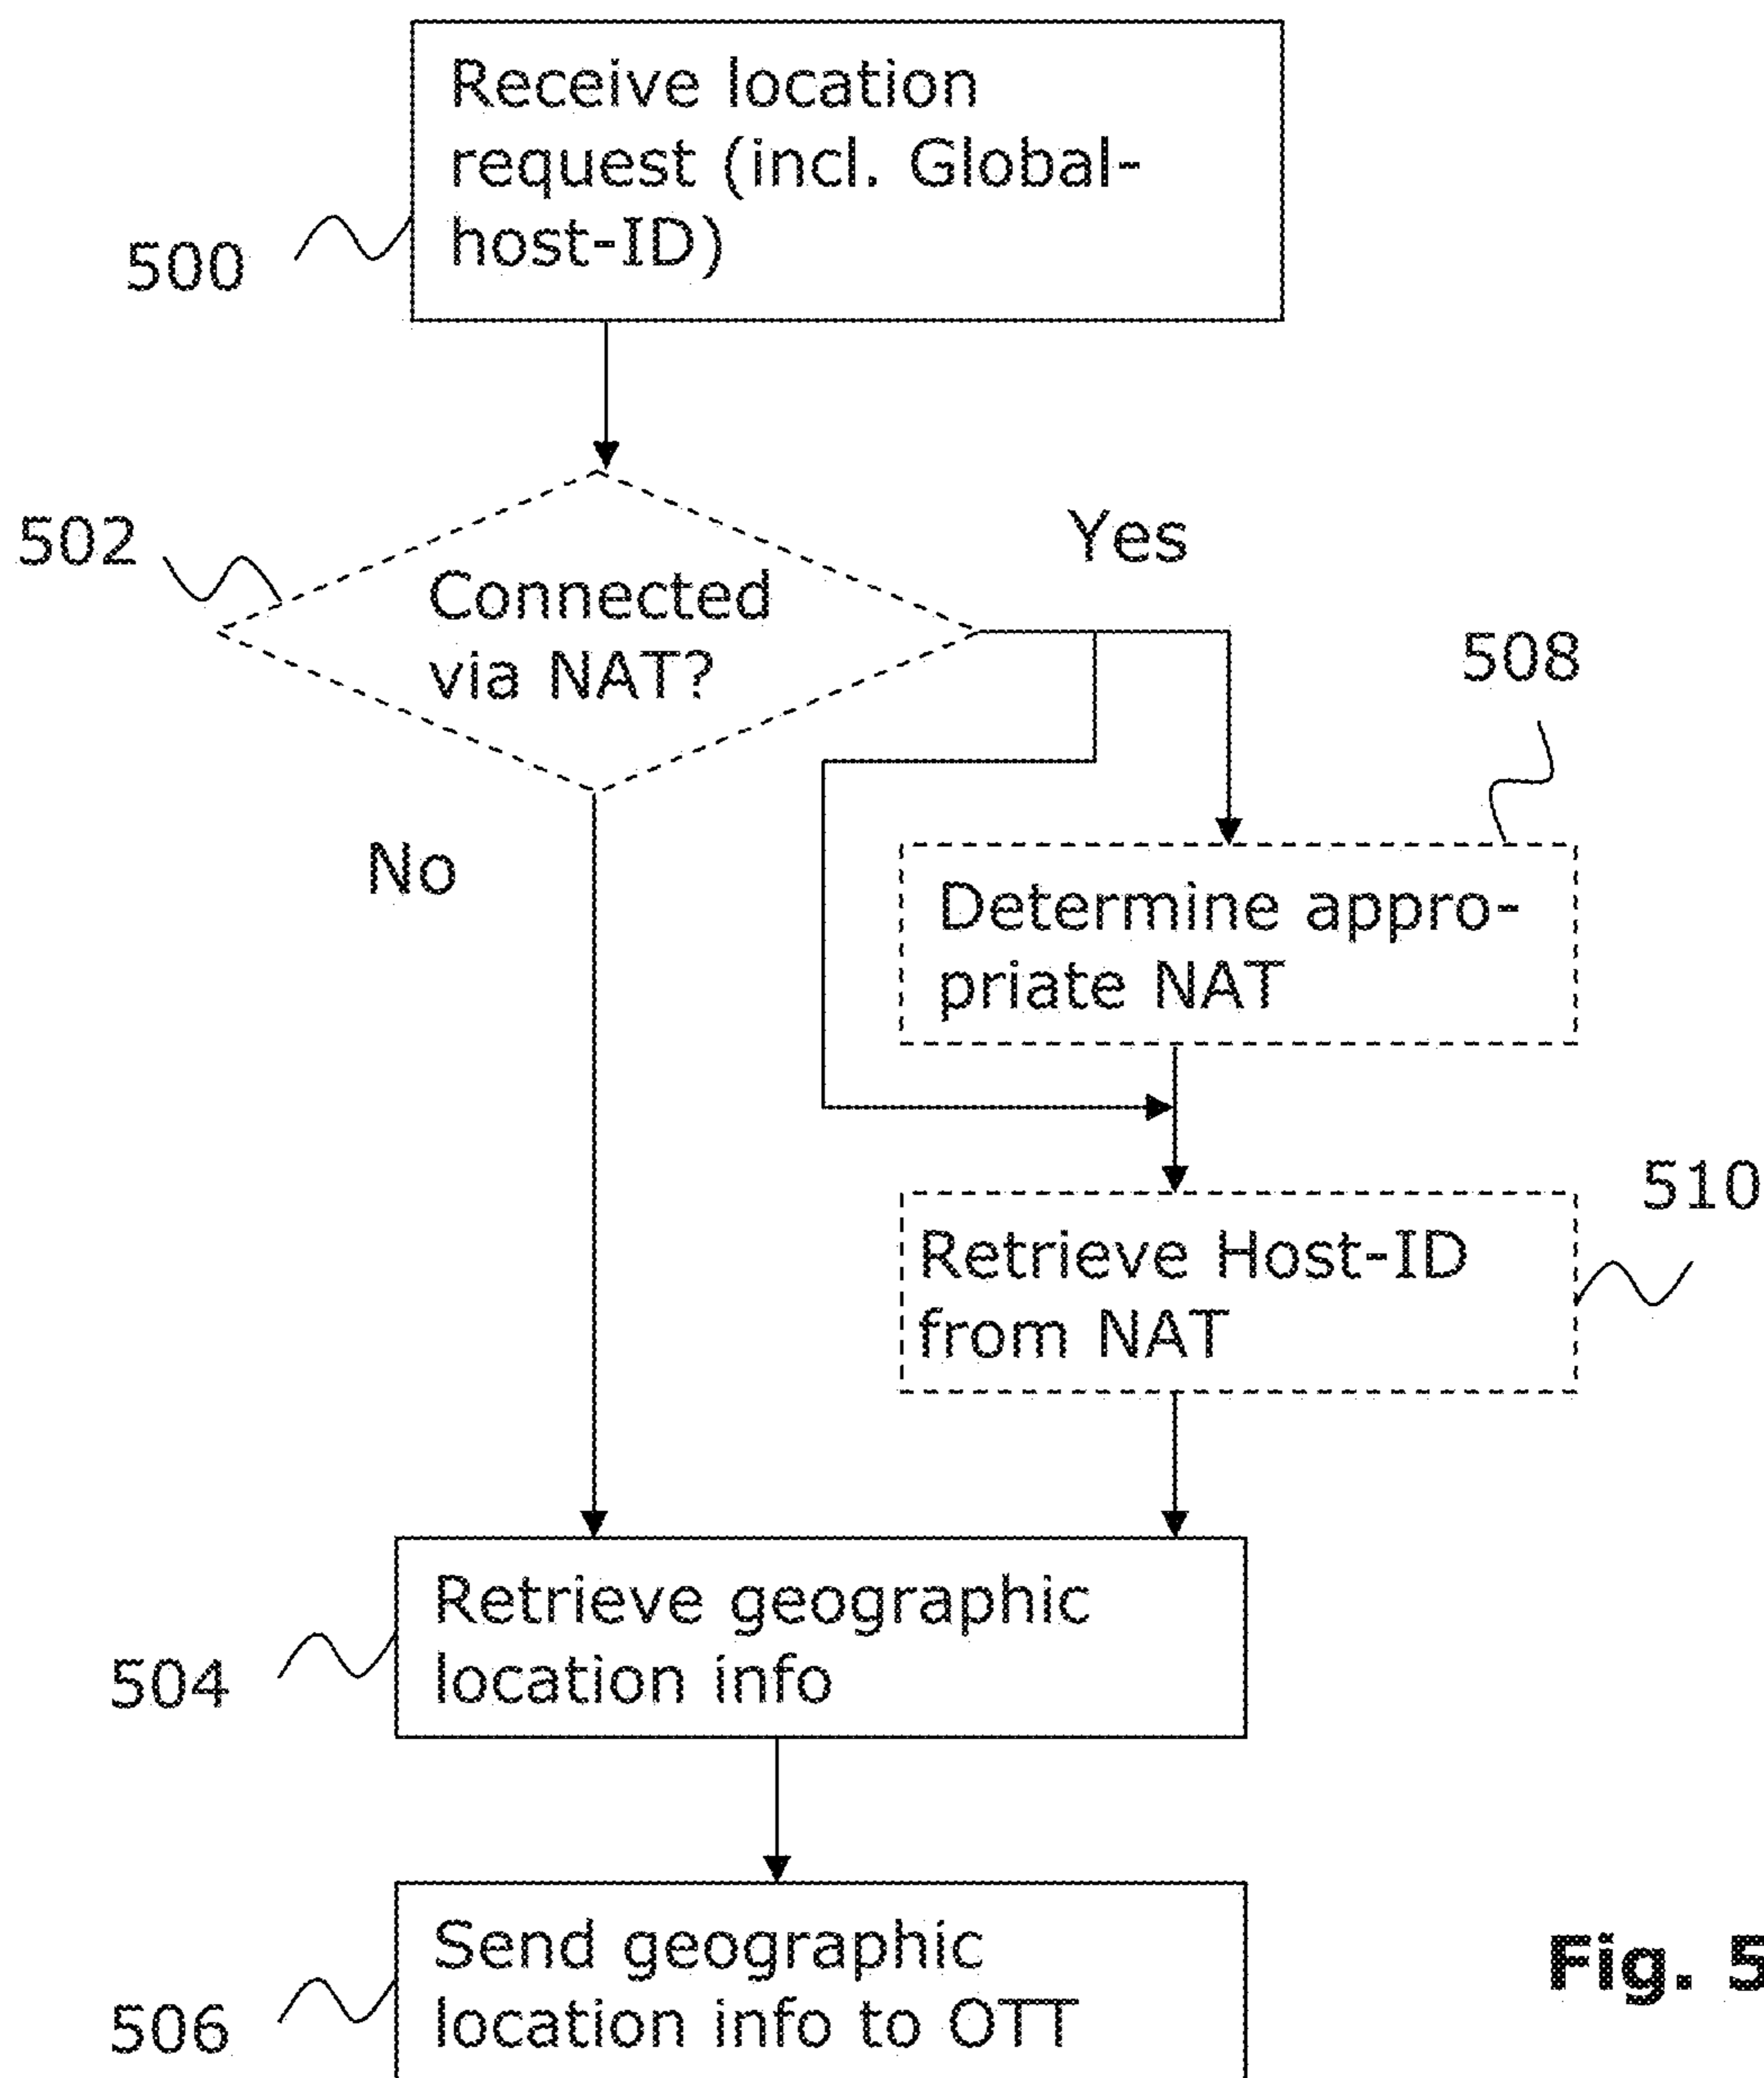 Receive location
request (incl. Global-
host-ID)
500
502
Connected
via NAT?
Yes
508
No
Determine appro-
priate NAT
510
Retrieve Host-ID
from NAT
Retrieve geographic
location info
504
Send geographic
location info to OTT
506
Fig. 5